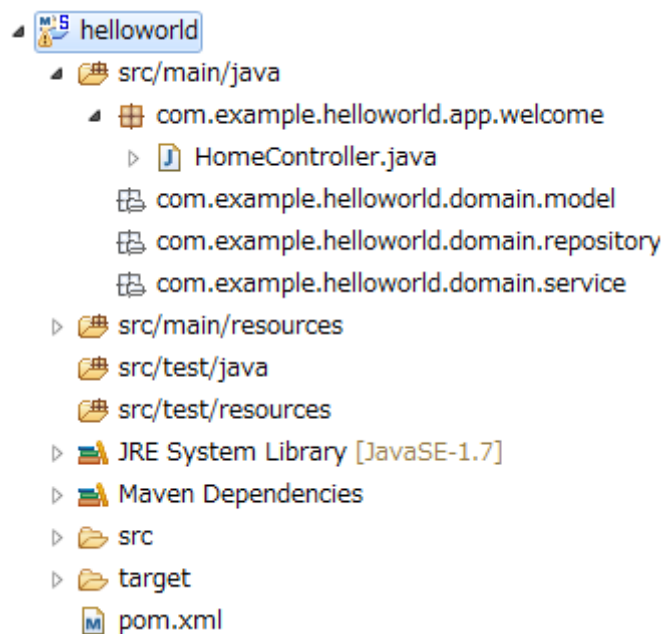 helloworld
src/main/java
com.example.helloworld.app.welcome
HomeController.java
com.example.helloworld.domain.model
com.example.helloworld.domain.repository
com.example.helloworld.domain.service
src/main/resources
src/test/java
src/test/resources
JRE System Library [JavaSE-1.7]
Maven Dependencies
src
target
pom.xml